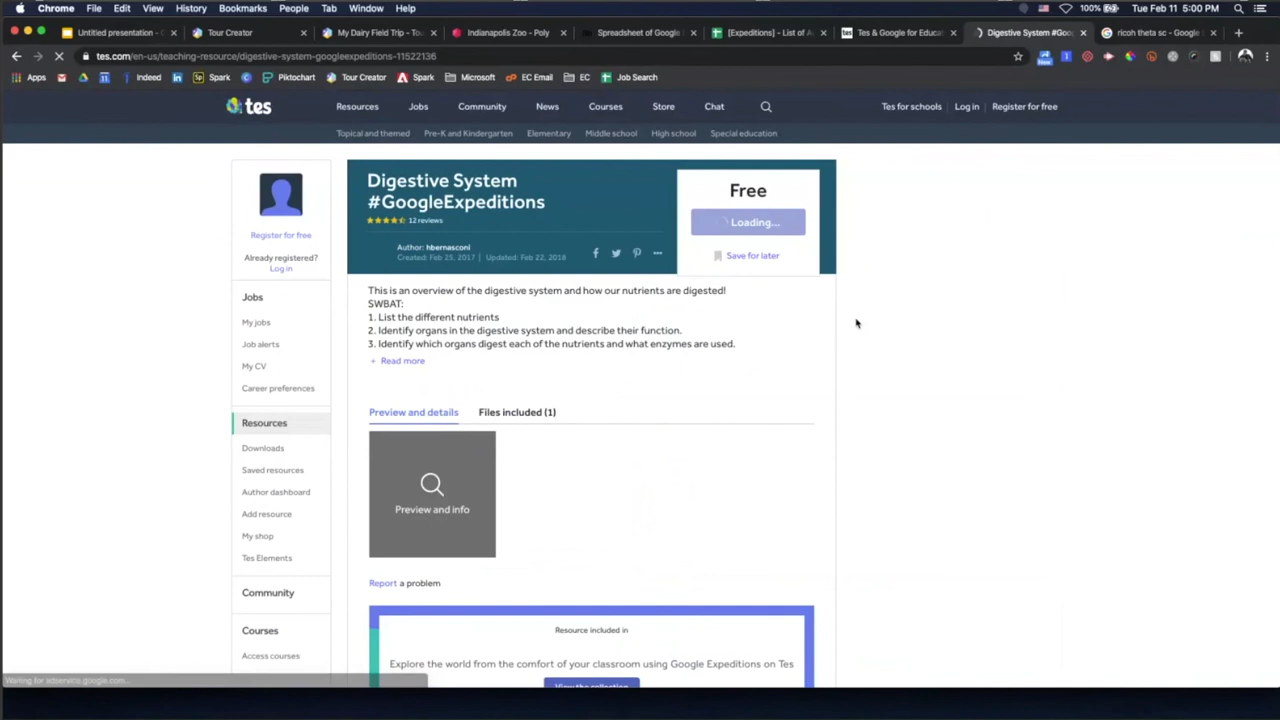 Chrome File Edit View History Bookmarks People Tab Window Help 100% Tue Feb 11 5:00 PM
Untitled presentation - Tour Creator My Dairy Field Trip - Tou Indianapolis Zoo - Poly Spreadsheet of Google [Expeditions] - List of A Tes & Google for Educat Digestive System #Goo ricoh theta sc - Google
tes.com/en-us/teaching-resource/digestive-system-googleexpeditions-11522136
Apps Indeed Spark Piktochart Tour Creator Spark Microsoft EC Email EC Job Search
tes Resources Jobs Community News Courses Store Chat Tes for schools Log in Register for free
Topical and themed Pre-K and Kindergarten Elementary Middle school High school Special education
Digestive System
#GoogleExpeditions
12 reviews
Author: hbernasconi
Created: Feb 25, 2017 | Updated: Feb 22, 2018
Free
Loading...
Save for later
Register for free
Already registered?
Log in
Jobs
My jobs
Job alerts
My CV
Career preferences
Resources
Downloads
Saved resources
Author dashboard
Add resource
My shop
Tes Elements
Community
Courses
Access courses
This is an overview of the digestive system and how our nutrients are digested!
SWBAT:
1. List the different nutrients
2. Identify organs in the digestive system and describe their function.
3. Identify which organs digest each of the nutrients and what enzymes are used.
+ Read more
Preview and details Files included (1)
Preview and info
Report a problem
Resource included in
Explore the world from the comfort of your classroom using Google Expeditions on Tes
View the collection
Waiting for adservice.google.com...